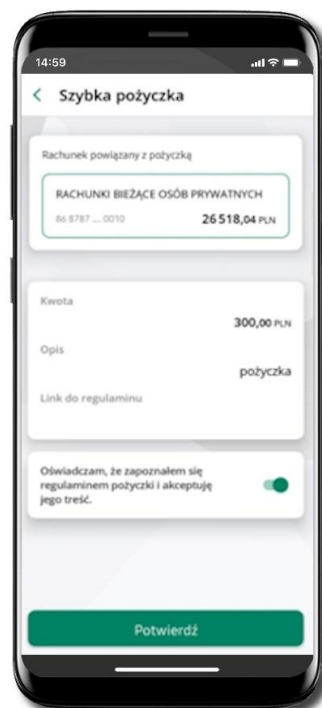 14:59
Szybka pożyczka
Rachunek powiązany z pożyczką
RACHUNKI BIEŻĄCE OSÓB PRYWATNYCH
86 8787 .... 0010 26 518,04 PLN
Kwota
300,00 PLN
Opis
pożyczka
Link do regulaminu
Oświadczam, że zapoznałem się
regulaminem pożyczki i akceptuję
jego treść.
Potwierdź